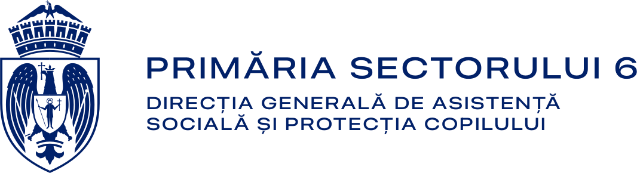 PRIMĂRIA SECTORULUI 6
DIRECȚIA GENERALĂ DE ASISTENȚĂ
SOCIALĂ ȘI PROTECȚIA COPILULUI